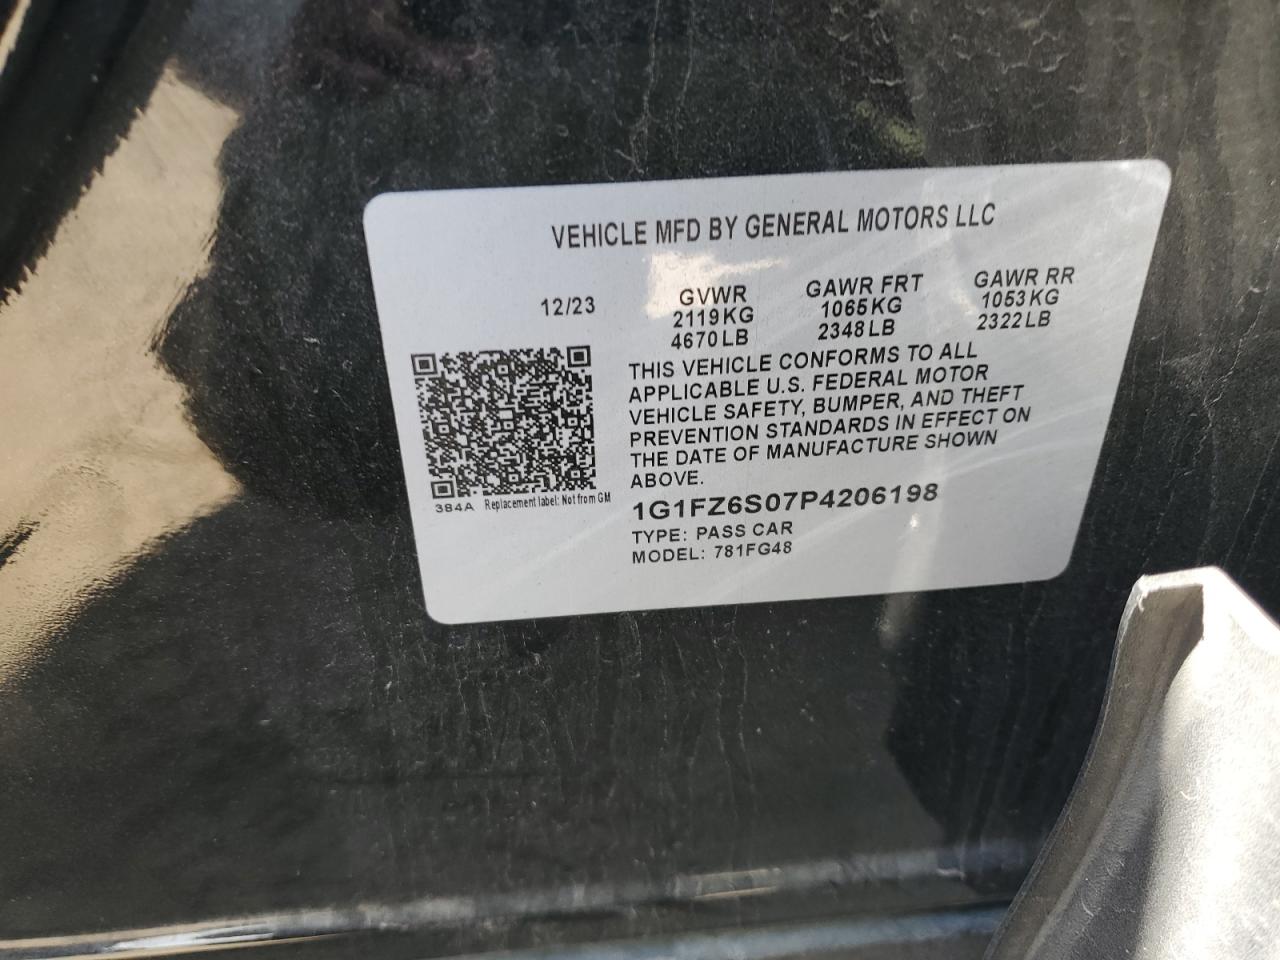 VEHICLE MFD BY GENERAL MOTORS LLC
12/23
GVWR
2119KG
4670LB
GAWR FRT
1065KG
2348LB
GAWR RR
1053KG
2322LB
THIS VEHICLE CONFORMS TO ALL
APPLICABLE U.S. FEDERAL MOTOR
VEHICLE SAFETY, BUMPER, AND THEFT
PREVENTION STANDARDS IN EFFECT ON
THE DATE OF MANUFACTURE SHOWN
ABOVE.
384A Replacement label: Not from GM
1G1FZ6S07P4206198
TYPE: PASS CAR
MODEL: 781FG48